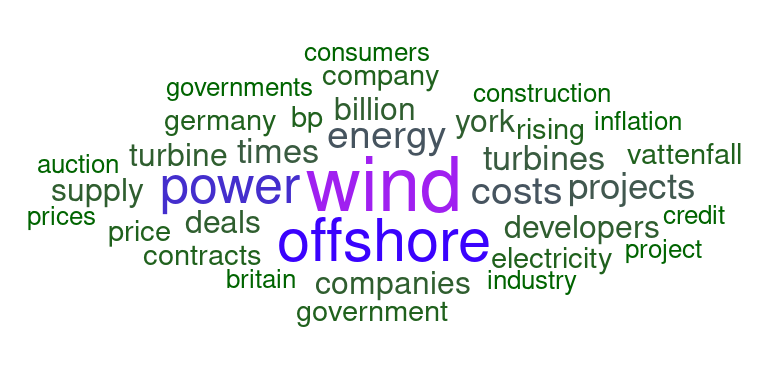 consumers
company
governments
construction
billion
germany
bp
york
rising
inflation
energy
turbine
times
turbines
vattenfall
auction
wind
power
costs
projects
supply
prices
price
deals
developers
credit
offshore
contracts
electricity
project
britain
companies
industry
government